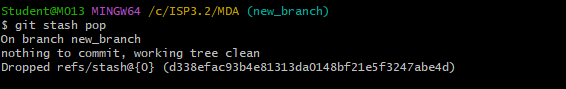 Student@MO13 MINGW64 /c/ISP3.2/MDA (new_branch)
$ git stash pop
On branch new_branch
nothing to commit, working tree clean
Dropped refs/stash@{0} (d338efac93b4e81313da0148bf21e5f3247abe4d)